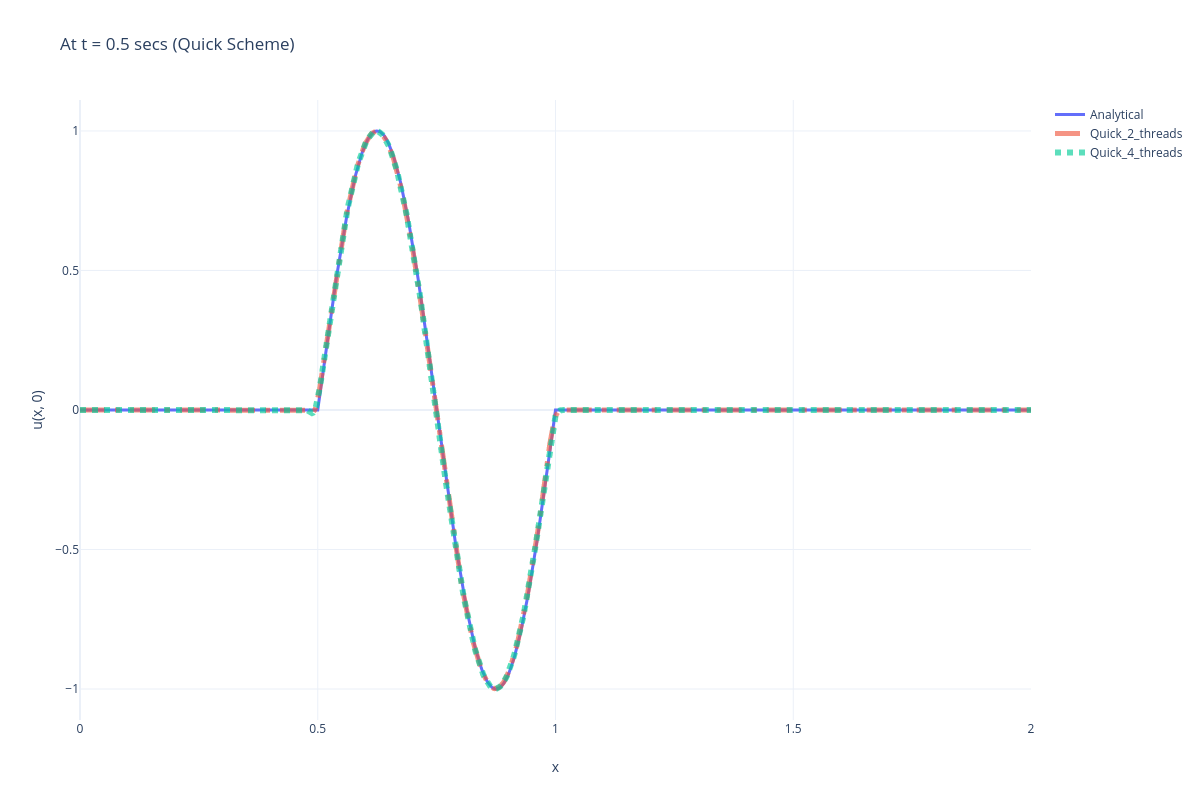 At t = 0.5 secs (Quick Scheme)
Analytical
Quick_2_threads
Quick_4_threads
1
0.5
0
−0.5
−1
u(x, 0)
0
0.5
1
1.5
2
x